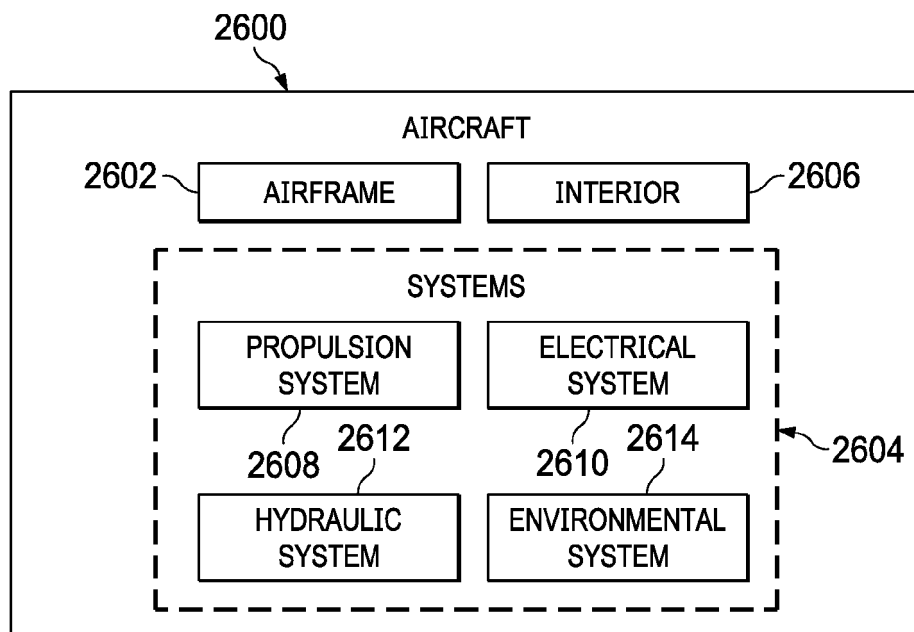 2600
AIRCRAFT
2602
AIRFRAME
INTERIOR
2606
SYSTEMS
PROPULSION
SYSTEM
ELECTRICAL
SYSTEM
2608
2612
2610
2614
2604
HYDRAULIC
SYSTEM
ENVIRONMENTAL
SYSTEM